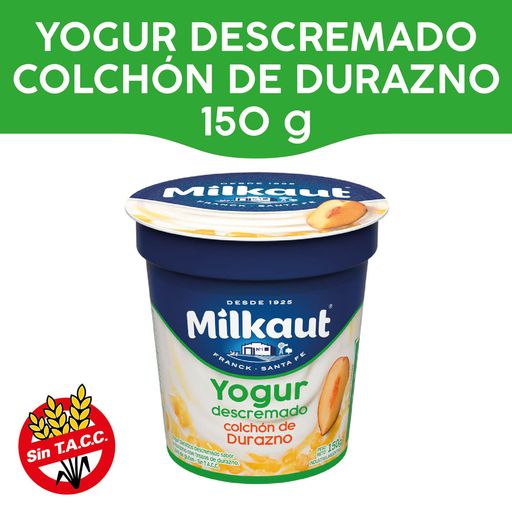 YOGUR DESCREMADO
COLCHÓN DE DURAZNO
150 g
DESDE 1925
Milkaut
FRANCK · SANTA FE
DESDE 1925
Milkaut®
FRANCK · SANTA FE
Yogur
descremado
colchón de
Durazno
Sin T.A.C.C.
150g